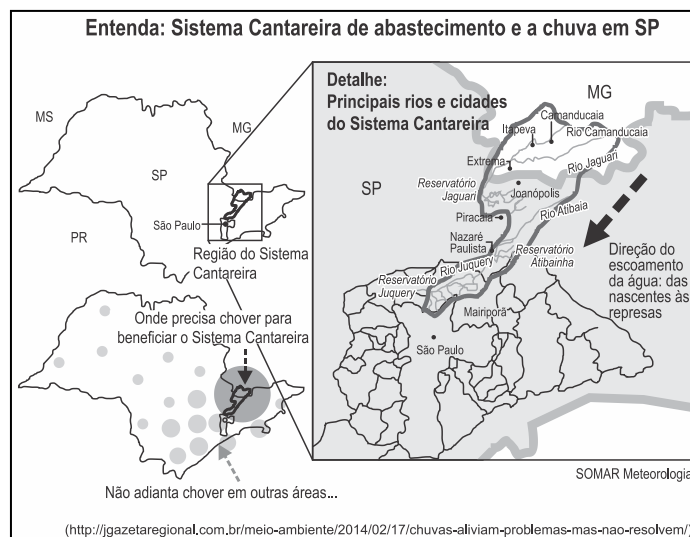 Entenda: Sistema Cantareira de abastecimento e a chuva em SP
MS
MG
SP
São Paulo
PR
Região do Sistema
Cantareira
Onde precisa chover para
beneficiar o Sistema Cantareira
Não adianta chover em outras áreas...
Detalhe:
Principais rios e cidades
do Sistema Cantareira
MG
Camanducaia
Itapeva
Rio Camanducaia
Extrema
Rio Jaguari
SP
Reservatório
Jaguari
Joanópolis
Piracaia
Rio Atibaia
Nazaré
Paulista
Reservatório
Atibainha
Rio Juquery
Reservatório
Juquery
Mairiporã
São Paulo
Direção do
escoamento
da água: das
nascentes às
represas
SOMAR Meteorologia
(http://jgazetaregional.com.br/meio-ambiente/2014/02/17/chuvas-aliviam-problemas-mas-nao-resolvem/)